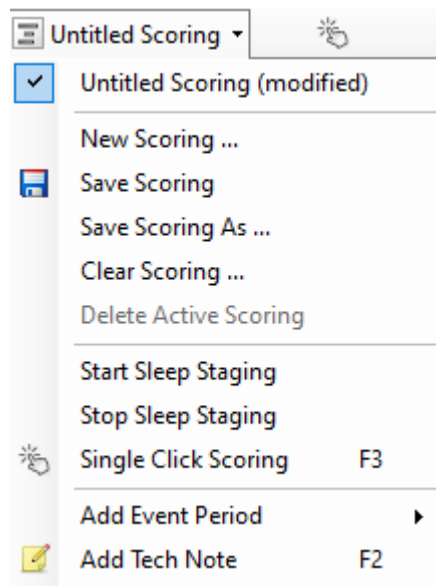 Untitled Scoring
Untitled Scoring (modified)
New Scoring ...
Save Scoring
Save Scoring As ...
Clear Scoring ...
Delete Active Scoring
Start Sleep Staging
Stop Sleep Staging
Single Click Scoring F3
Add Event Period
Add Tech Note F2